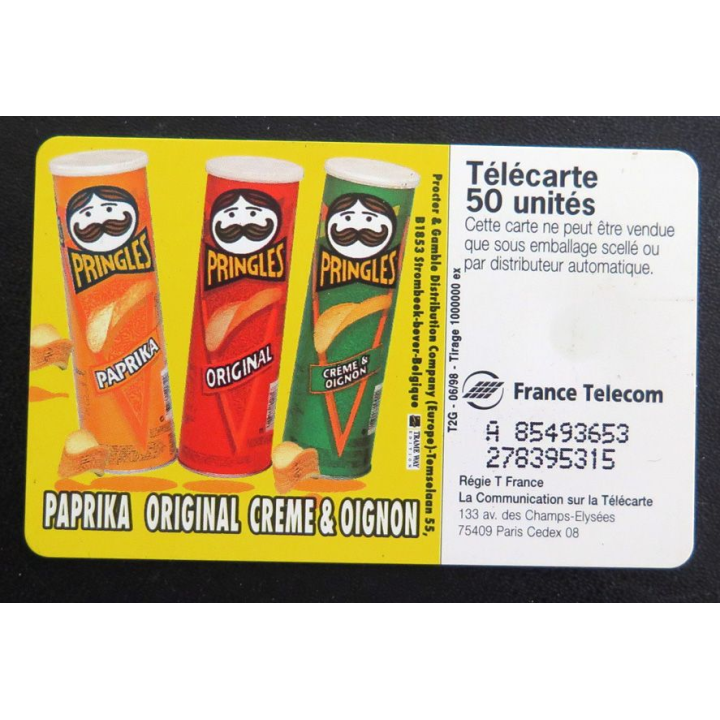 PRINGLES
PAPRIKA
PRINGLES
ORIGINAL
PRINGLES
CREME &
OIGNON
PAPRIKA ORIGINAL CREME & OIGNON
Procter & Gamble Distribution Company (Europe)-Temselaan 55,
B1853 Strombeek-bever-Belgique
TRAME WAY
EDITION
T2G - 06/98 - Tirage 1000000 ex
Télécarte
50 unités
Cette carte ne peut être vendue
que sous emballage scellé ou
par distributeur automatique.
France Telecom
A 85493653
278395315
Régie T France
La Communication sur la Télécarte
133 av. des Champs-Elysées
75409 Paris Cedex 08